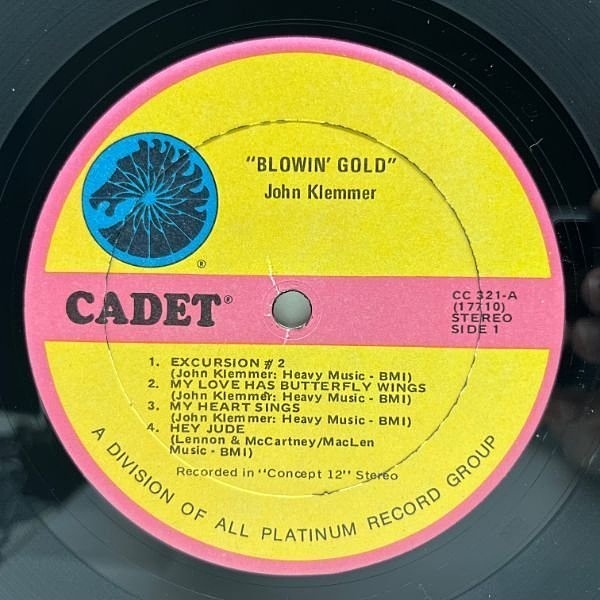 "BLOWIN' GOLD"
John Klemmer
®
CADET®
CC 321-A
(17710)
STEREO
SIDE 1
1. EXCURSION # 2
(John Klemmer: Heavy Music - BMI)
2. MY LOVE HAS BUTTERFLY WINGS
(John Klemmer: Heavy Music - BMI)
3. MY HEART SINGS
(John Klemmer: Heavy Music - BMI)
4. HEY JUDE
(Lennon & McCartney/MacLen
Music - BMI)
Recorded in "Concept 12" Stereo
A DIVISION OF ALL PLATINUM RECORD GROUP